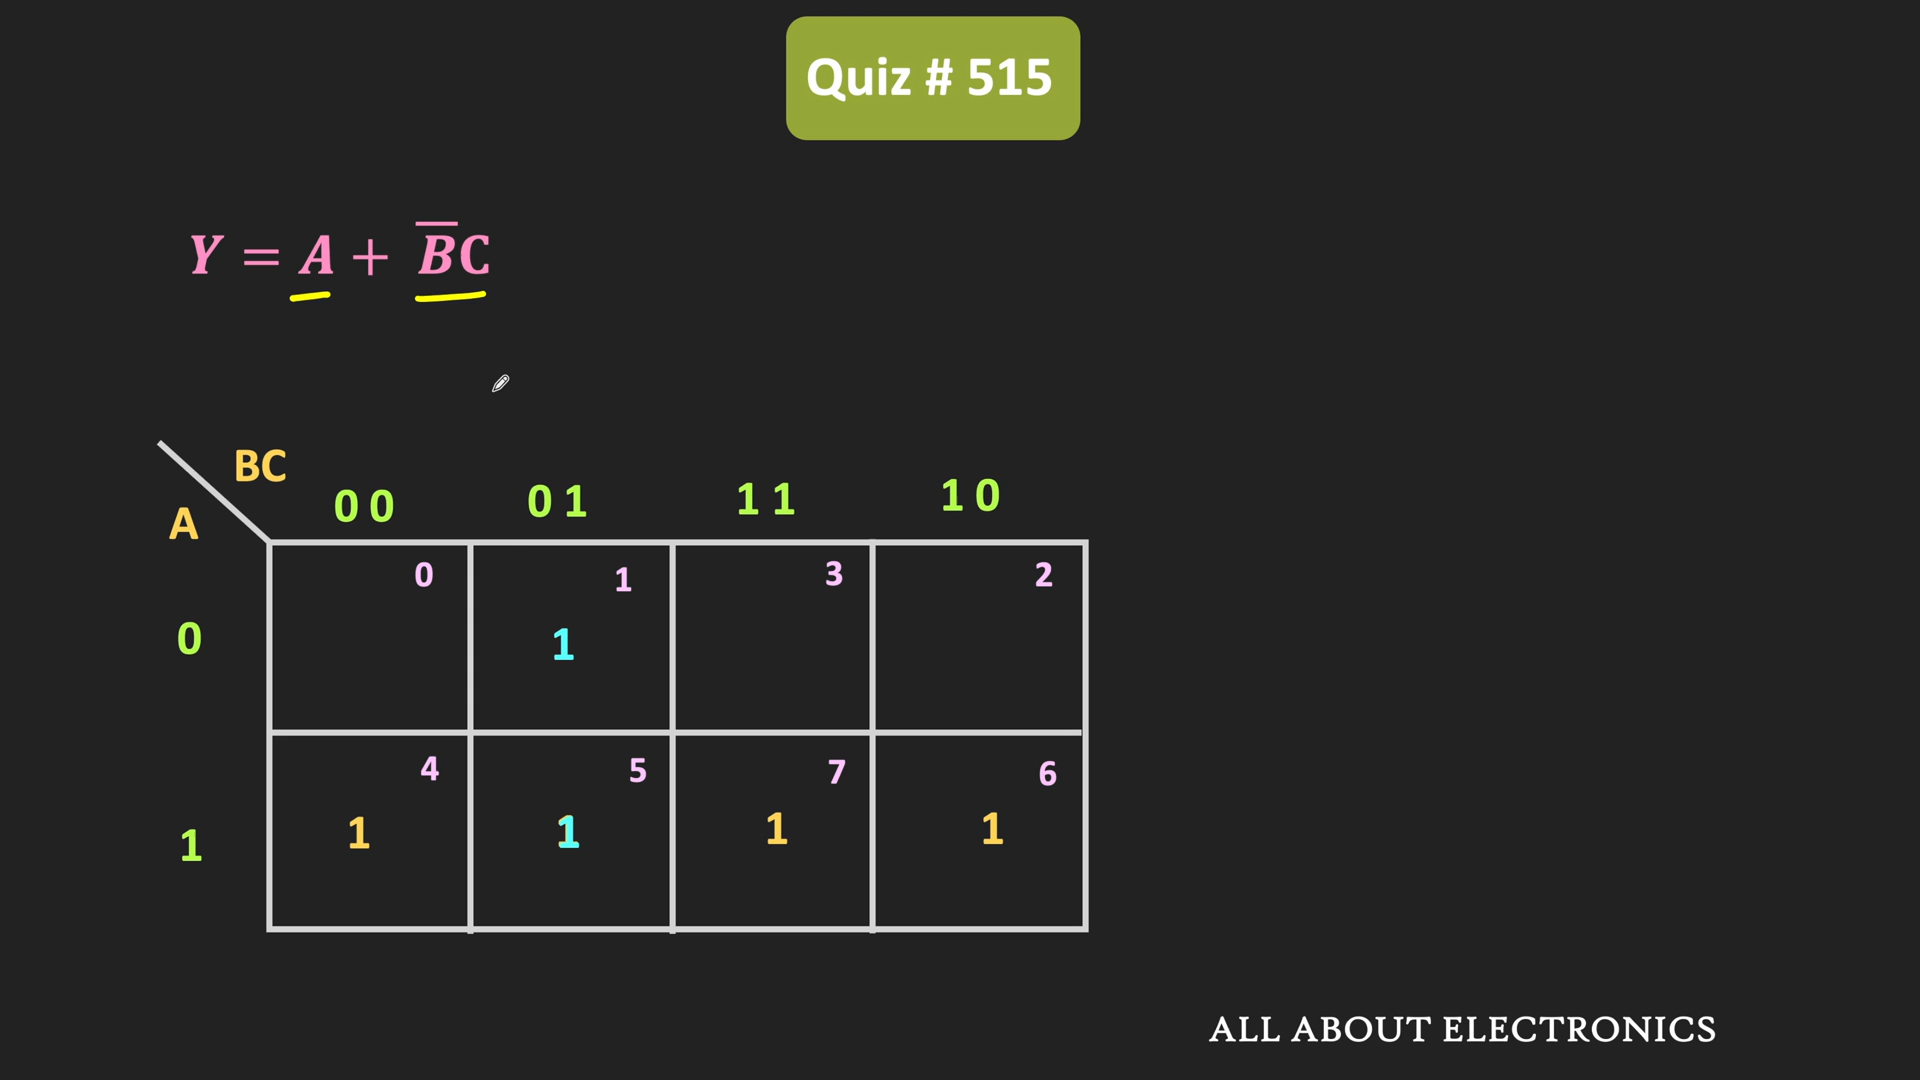 Quiz # 515
Y = A + B̅C
BC
A
0 0 0 1 1 1 1 0
0 1 3 2
0 1
4 5 7 6
1 1 1 1 1
ALL ABOUT ELECTRONICS